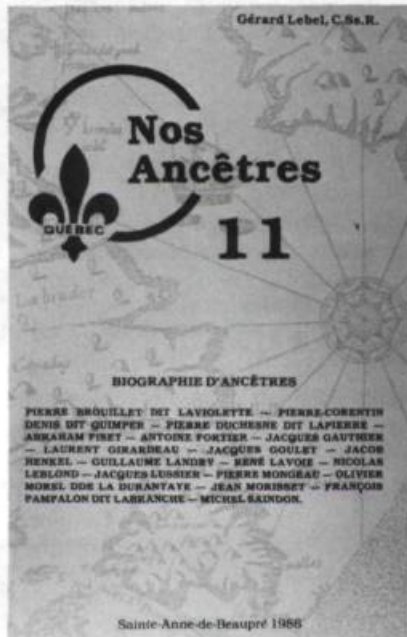 Gérard Lebel, C.Ss.R.
Nos
Ancêtres
QUÉBEC
11
Labrador
BIOGRAPHIE D'ANCÊTRES
PIERRE BROUILLET DIT LAVIOLETTE — PIERRE-CORENTIN
DENIS DIT QUIMPER — PIERRE DUCHESNE DIT LAPIERRE —
ABRAHAM FISET — ANTOINE FORTIER — JACQUES GAUTHIER
— LAURENT GIRARDEAU — JACQUES GOULET — JACOB
HENKEL — GUILLAUME LANDRY — RENÉ LAVOIE — NICOLAS
LEBLOND — JACQUES LUSSIER — PIERRE MONGEAU — OLIVIER
MOREL DDE LA DURANTAYE — JEAN MORISSET — FRANÇOIS
PAMPALON DIT LABRANCHE — MICHEL SAINDON.
Sainte-Anne-de-Beaupré 1986